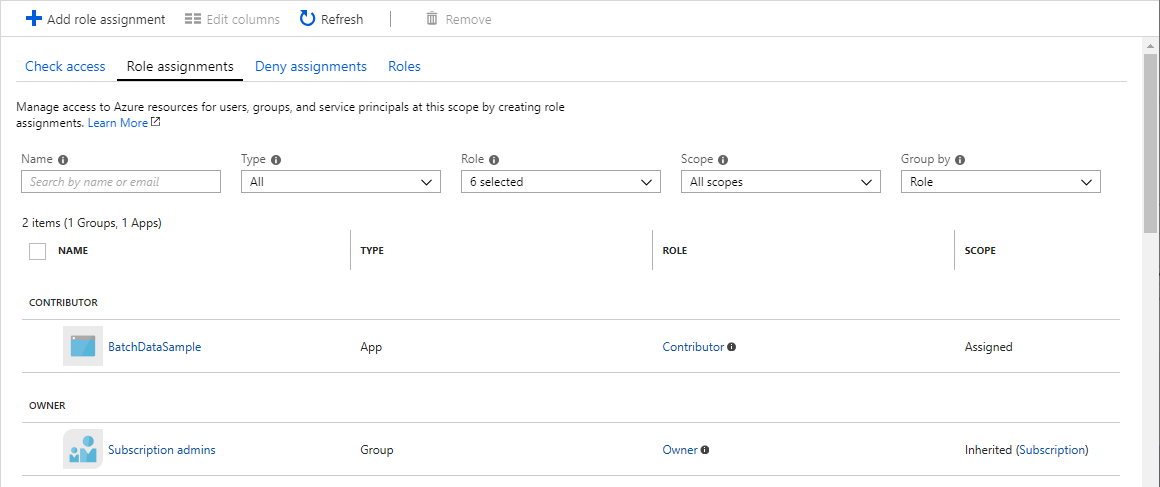 Add role assignment Edit columns Refresh Remove
Check access Role assignments Deny assignments Roles
Manage access to Azure resources for users, groups, and service principals at this scope by creating role
assignments. Learn More
Name Type Role Scope Group by
Search by name or email All 6 selected All scopes Role
2 items (1 Groups, 1 Apps)
NAME TYPE ROLE SCOPE
CONTRIBUTOR
BatchDataSample App Contributor Assigned
OWNER
Subscription admins Group Owner Inherited (Subscription)